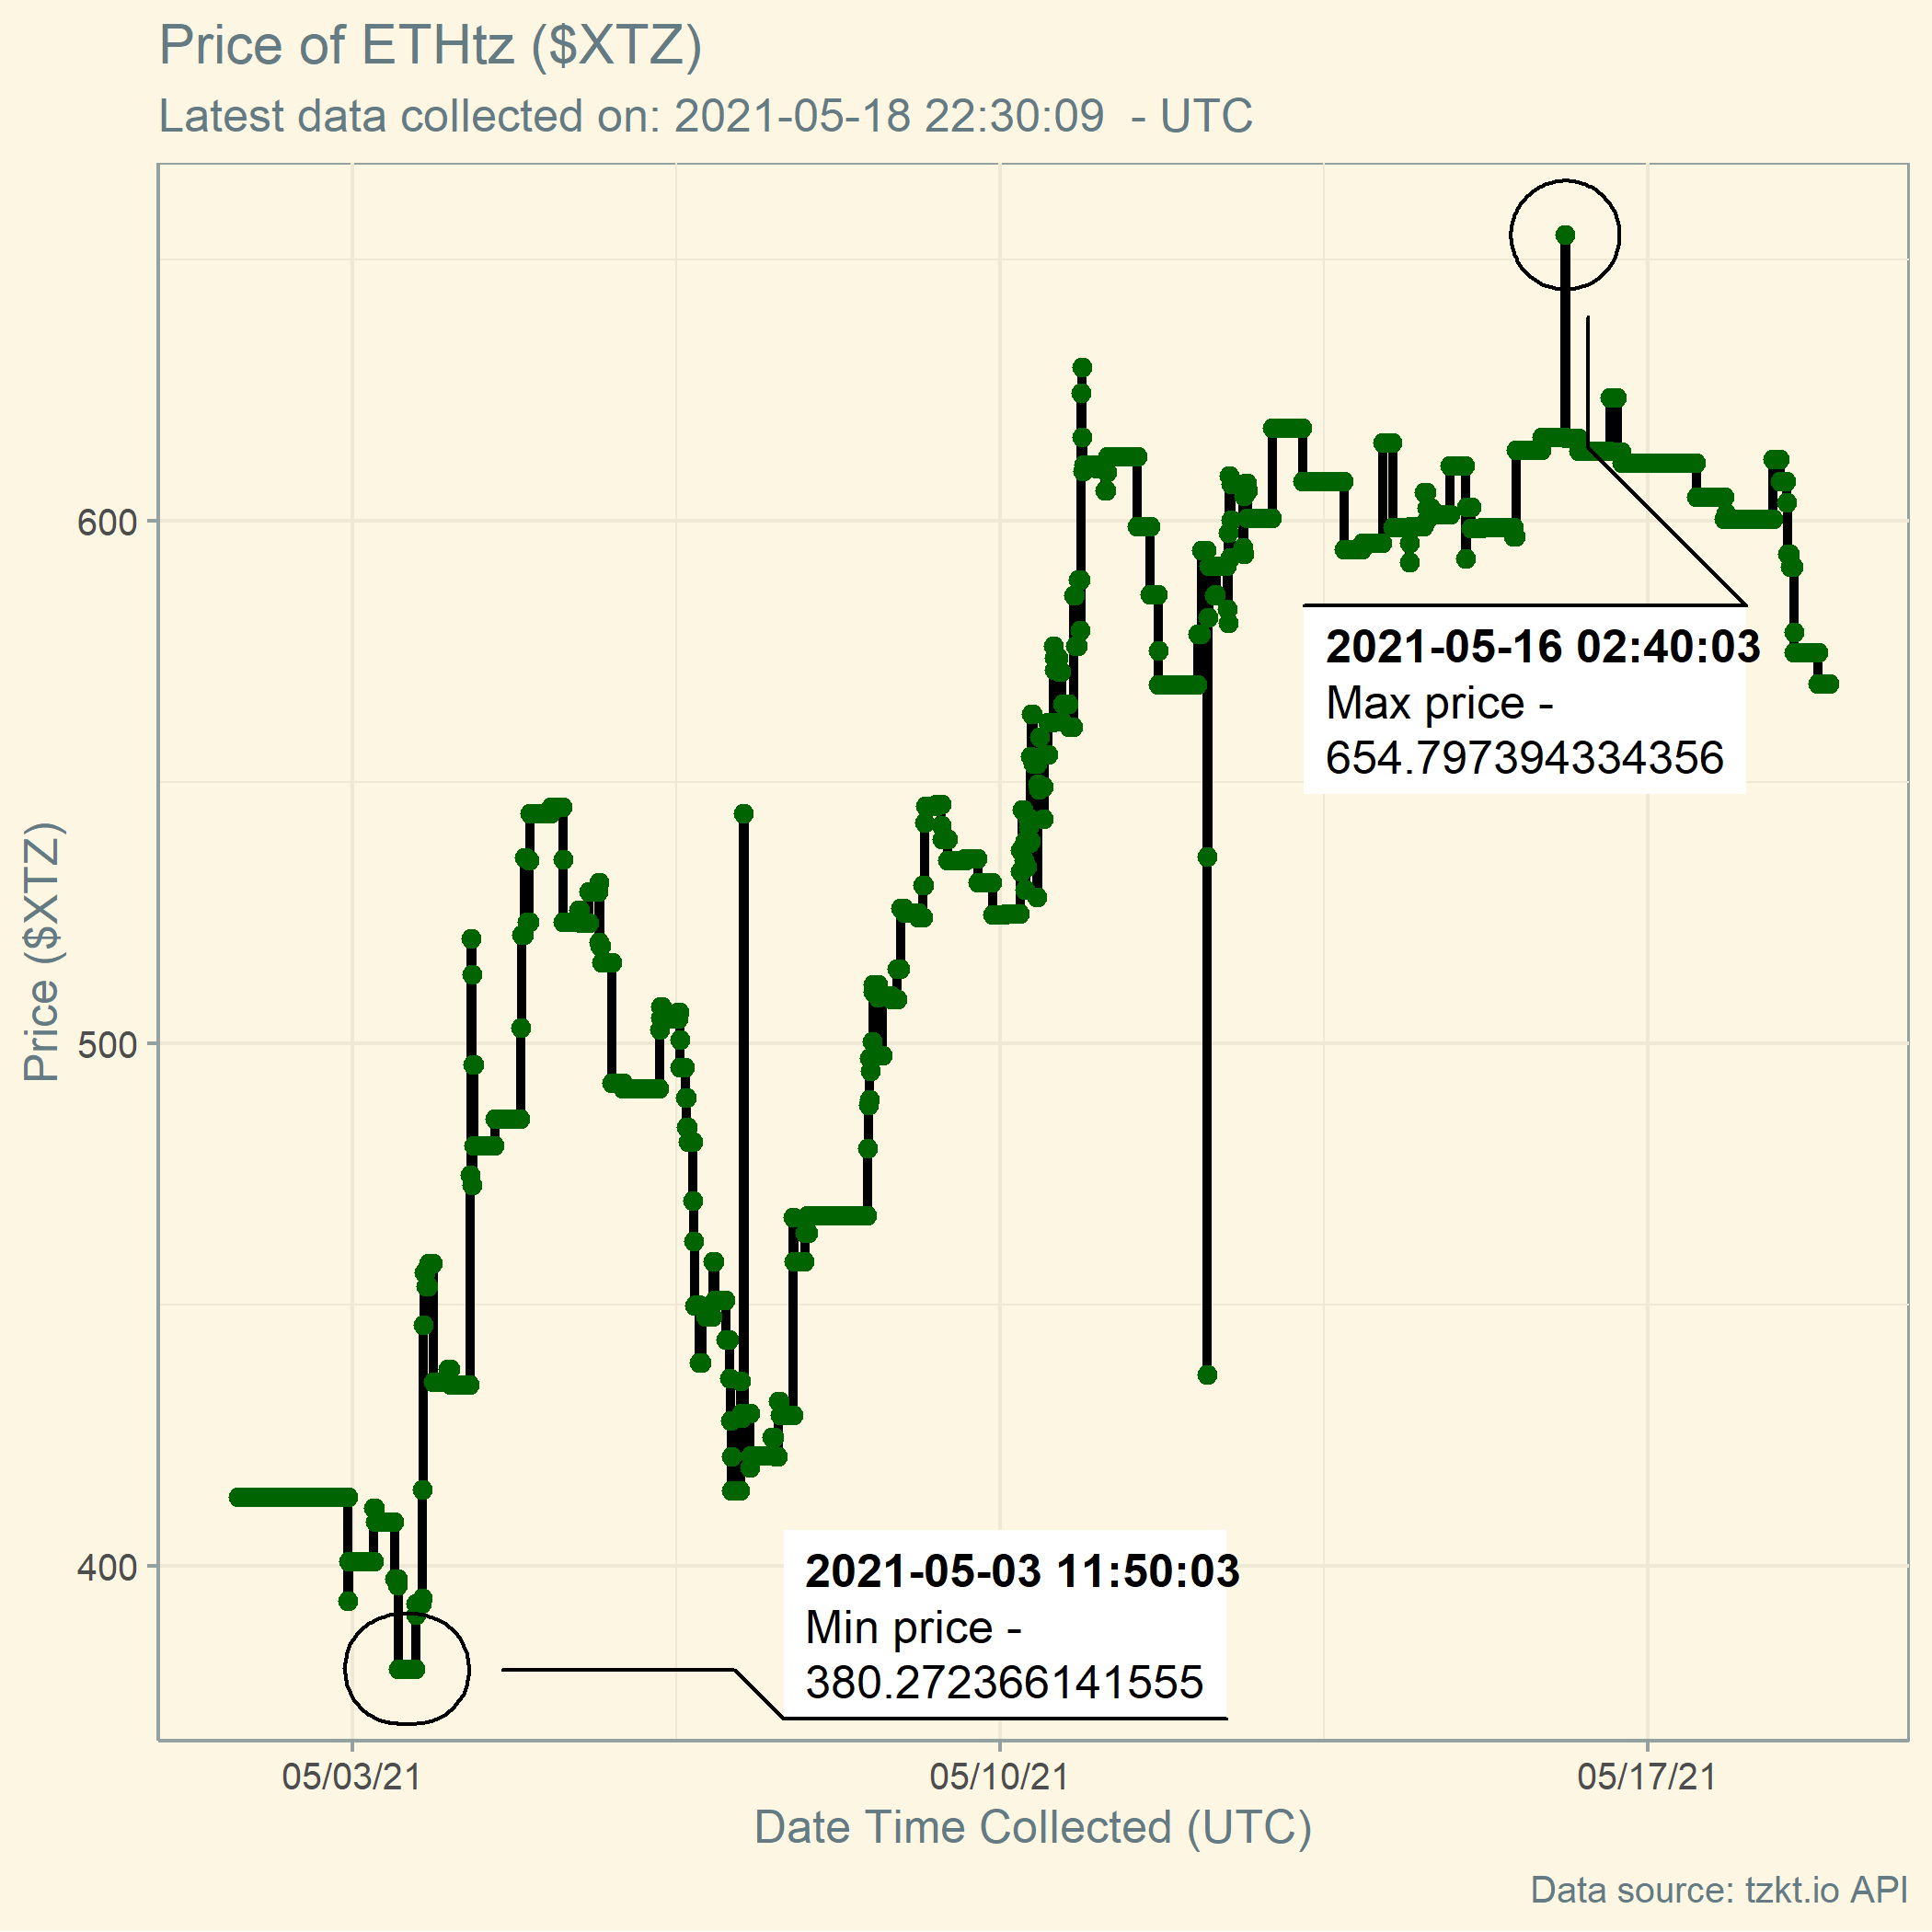 Price of ETHtz ($XTZ)
Latest data collected on: 2021-05-18 22:30:09  - UTC
Price ($XTZ)
600
500
400
2021-05-16 02:40:03
Max price -
654.797394334356
2021-05-03 11:50:03
Min price -
380.272366141555
05/03/21
05/10/21
05/17/21
Date Time Collected (UTC)
Data source: tzkt.io API